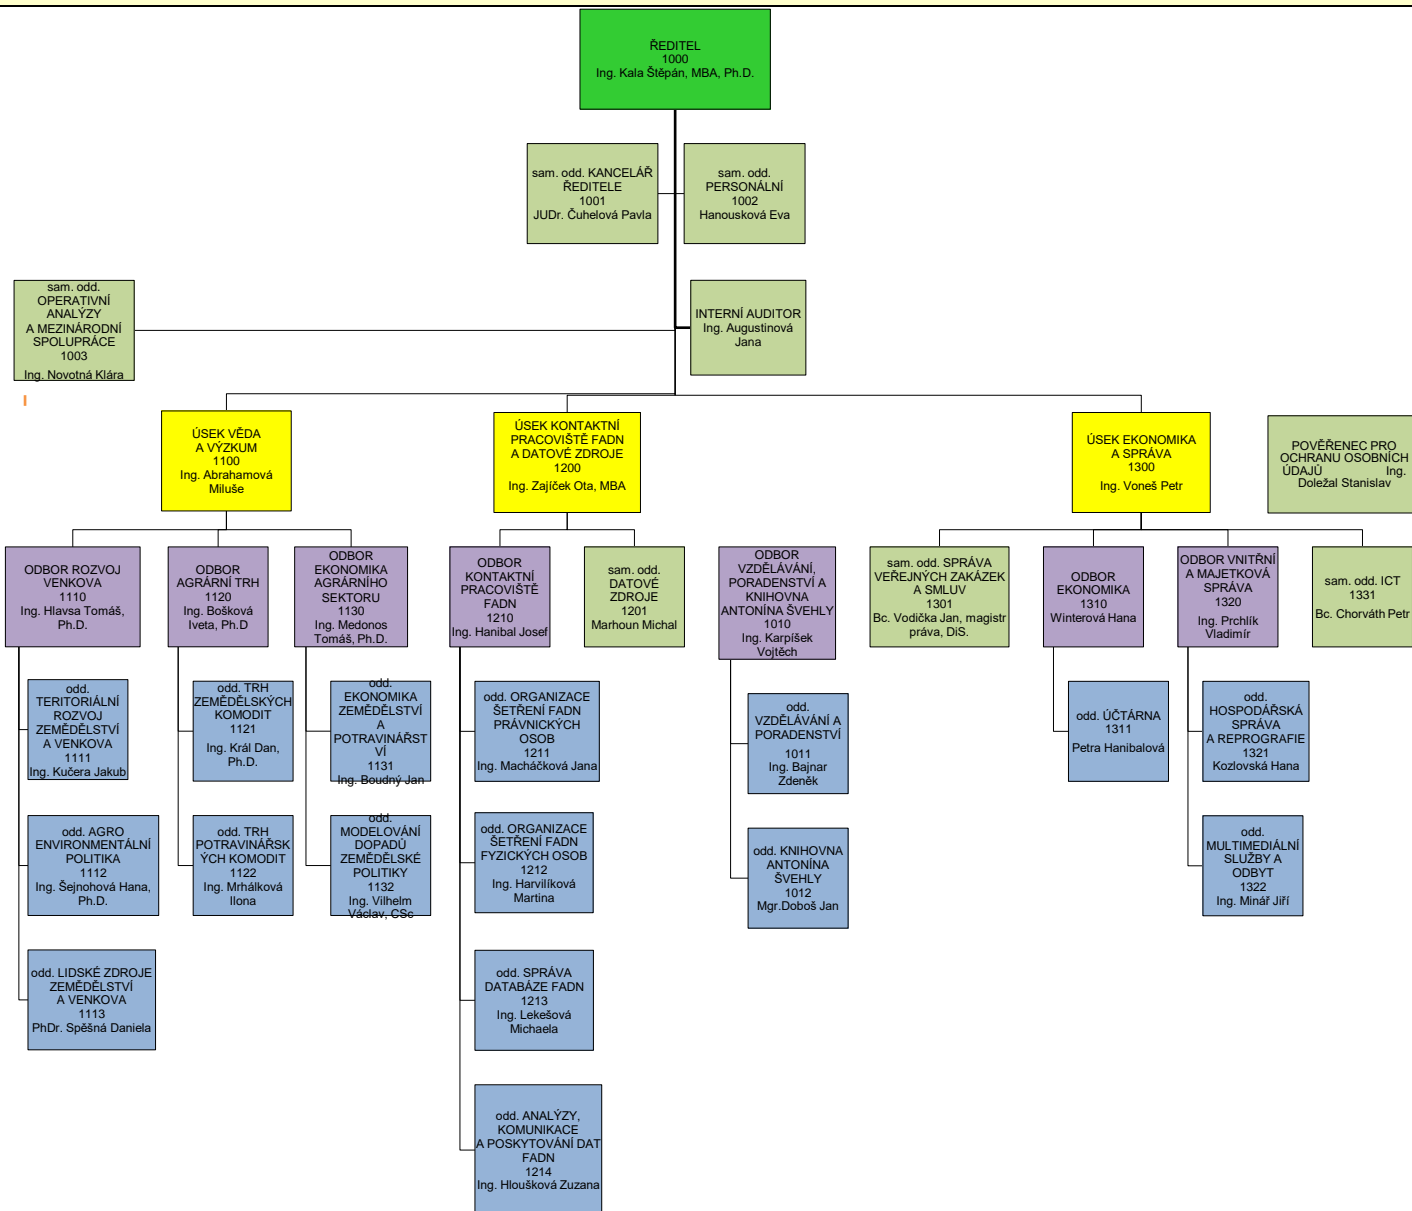 ŘEDITEL
1000
Ing. Kala Štěpán, MBA, Ph.D.
sam. odd. KANCELÁŘ
ŘEDITELE
1001
JUDr. Čuhelová Pavla
sam. odd.
PERSONÁLNÍ
1002
Hanousková Eva
sam. odd.
OPERATIVNÍ
ANALÝZY
A MEZINÁRODNÍ
SPOLUPRÁCE
1003
Ing. Novotná Klára
INTERNÍ AUDITOR
Ing. Augustinová
Jana
ÚSEK VĚDA
A VÝZKUM
1100
Ing. Abrahamová
Miluše
ÚSEK KONTAKTNÍ
PRACOVIŠTĚ FADN
A DATOVÉ ZDROJE
1200
Ing. Zajíček Ota, MBA
ÚSEK EKONOMIKA
A SPRÁVA
1300
Ing. Voneš Petr
POVĚŘENEC PRO
OCHRANU OSOBNÍCH
ÚDAJŮ Ing.
Doležal Stanislav
ODBOR ROZVOJ
VENKOVA
1110
Ing. Hlavsa Tomáš,
Ph.D.
ODBOR
AGRÁRNÍ TRH
1120
Ing. Bošková
Iveta, Ph.D
ODBOR
EKONOMIKA
AGRÁRNÍHO
SEKTORU
1130
Ing. Medonos
Tomáš, Ph.D.
ODBOR
KONTAKTNÍ
PRACOVIŠTĚ
FADN
1210
Ing. Hanibal Josef
sam. odd.
DATOVÉ
ZDROJE
1201
Marhoun Michal
ODBOR
VZDĚLÁVÁNÍ,
PORADENSTVÍ A
KNIHOVNA
ANTONÍNA ŠVEHLY
1010
Ing. Karpíšek
Vojtěch
sam. odd. SPRÁVA
VEŘEJNÝCH ZAKÁZEK
A SMLUV
1301
Bc. Vodička Jan, magistr
práva, DiS.
ODBOR
EKONOMIKA
1310
Winterová Hana
ODBOR VNITŘNÍ
A MAJETKOVÁ
SPRÁVA
1320
Ing. Prchlík
Vladimír
sam. odd. ICT
1331
Bc. Chorváth Petr
odd.
TERITORIÁLNÍ
ROZVOJ
ZEMĚDĚLSTVÍ
A VENKOVA
1111
Ing. Kučera Jakub
odd. TRH
ZEMĚDĚLSKÝCH
KOMODIT
1121
Ing. Král Dan,
Ph.D.
odd.
EKONOMIKA
ZEMĚDĚLSTVÍ
A
POTRAVINÁŘST
VÍ
1131
Ing. Boudný Jan
odd. ORGANIZACE
ŠETŘENÍ FADN
PRÁVNICKÝCH
OSOB
1211
Ing. Macháčková Jana
odd.
VZDĚLÁVÁNÍ A
PORADENSTVÍ
1011
Ing. Bajnar
Zdeněk
odd. ÚČTÁRNA
1311
Petra Hanibalová
odd.
HOSPODÁŘSKÁ
SPRÁVA
A REPROGRAFIE
1321
Kozlovská Hana
odd. AGRO
ENVIRONMENTÁLNÍ
POLITIKA
1112
Ing. Šejnohová Hana,
Ph.D.
odd. TRH
POTRAVINÁŘSK
ÝCH KOMODIT
1122
Ing. Mrhálková
Ilona
odd.
MODELOVÁNÍ
DOPADŮ
ZEMĚDĚLSKÉ
POLITIKY
1132
Ing. Vilhelm
Václav, CSc
odd. ORGANIZACE
ŠETŘENÍ FADN
FYZICKÝCH OSOB
1212
Ing. Harvilíková
Martina
odd. KNIHOVNA
ANTONÍNA
ŠVEHLY
1012
Mgr.Doboš Jan
odd.
MULTIMEDIÁLNÍ
SLUŽBY A
ODBYT
1322
Ing. Minář Jiří
odd. LIDSKÉ ZDROJE
ZEMĚDĚLSTVÍ
A VENKOVA
1113
PhDr. Spěšná Daniela
odd. SPRÁVA
DATABÁZE FADN
1213
Ing. Lekešová
Michaela
odd. ANALÝZY,
KOMUNIKACE
A POSKYTOVÁNÍ DAT
FADN
1214
Ing. Hloušková Zuzana